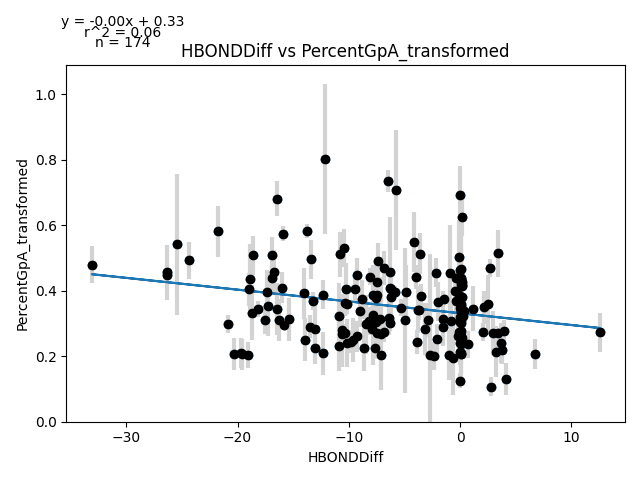 y = -0.00x + 0.33
r^2 = 0.06
n = 174
HBONDDiff vs PercentGpA_transformed
PercentGpA_transformed
1.0
0.8
0.6
0.4
0.2
0.0
−30
−20
−10
0
10
HBONDDiff